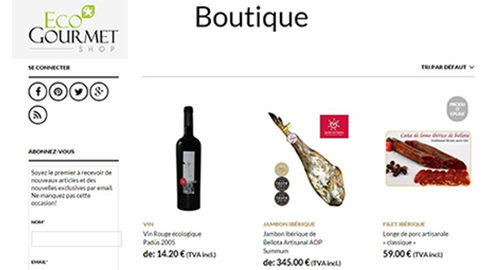 Eco
GOURMET
SHOP
Boutique
SE CONNECTER
TRI PAR DÉFAUT
ABONNEZ-VOUS
Soyez le premier à recevoir de
nouveaux articles et des
nouvelles exclusives par email.
Ne manquez pas cette
occasion!
NOM*
EMAIL*
VIN
Vin Rouge écologique
Padüs 2005
de: 14.20 € (TVA incl.)
JAMBON IBÉRIQUE
Jambon ibérique de
Bellota Artisanal AOP
Summum
de: 345.00 € (TVA incl.)
Caña de lomo ibérico de bellota
FILET IBÉRIQUE
Longe de porc artisanale
« classique »
59.00 € (TVA incl.)